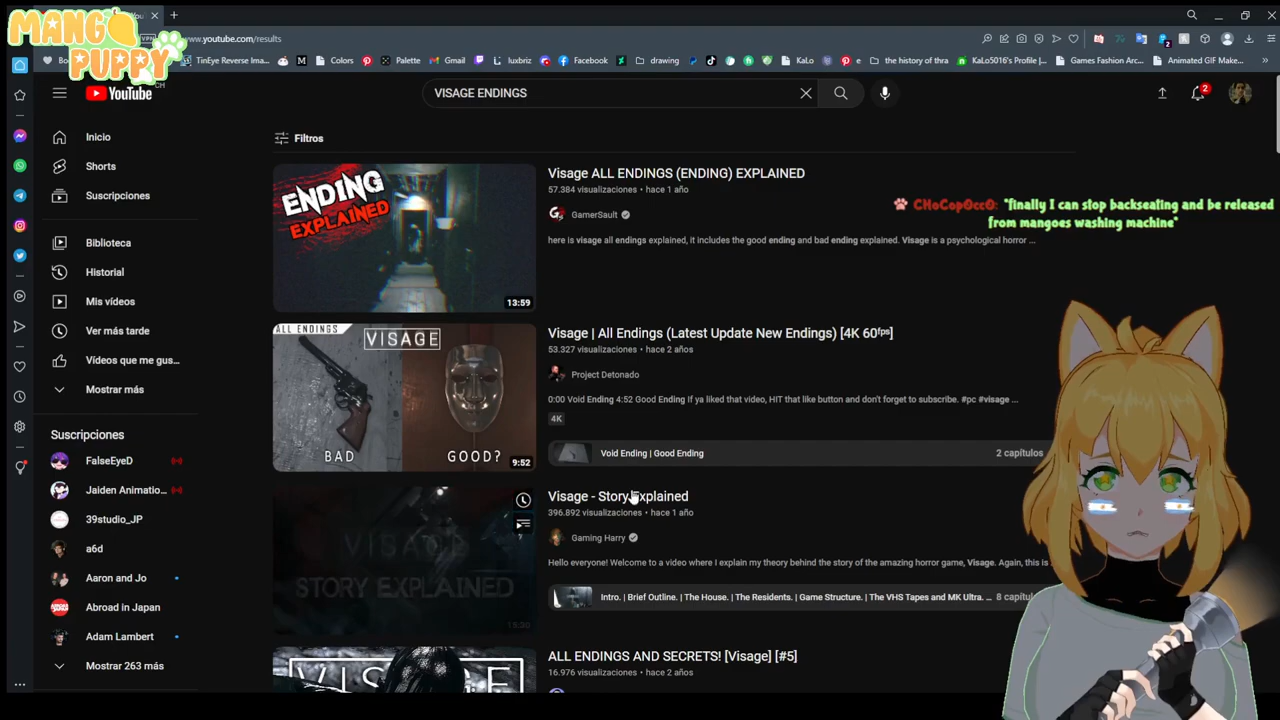 MANGO
PUPPY
www.youtube.com/results
TinEye Reverse Ima...
Colors
Palette
Gmail
luxbriz
Facebook
drawing
KaLo
the history of thra
KaLo5016's Profile |...
Games Fashion Arc...
Animated GIF Make...
YouTube
CH
VISAGE ENDINGS
2
Inicio
Shorts
Suscripciones
Biblioteca
Historial
Mis vídeos
Ver más tarde
Vídeos que me gus...
Mostrar más
Suscripciones
FalseEyeD
Jaiden Animatio...
39studio_JP
a6d
Aaron and Jo
Abroad in Japan
Adam Lambert
Mostrar 263 más
Filtros
ENDING
EXPLAINED
13:59
Visage ALL ENDINGS (ENDING) EXPLAINED
57.384 visualizaciones • hace 1 año
GamerSault
here is visage all endings explained, it includes the good ending and bad ending explained. Visage is a psychological horror ...
CHoCop0cc0: *finally I can stop backseating and be released
from mangoes washing machine*
ALL ENDINGS
VISAGE
BAD
GOOD?
9:52
Visage | All Endings (Latest Update New Endings) [4K 60fps]
53.327 visualizaciones • hace 2 años
Project Detonado
0:00 Void Ending 4:52 Good Ending If ya liked that video, HIT that like button and don't forget to subscribe. #pc #visage ...
4K
Void Ending | Good Ending
2 capítulos
VISAGE
STORY EXPLAINED
Visage - Story Explained
396.892 visualizaciones • hace 1 año
Gaming Harry
Hello everyone! Welcome to a video where I explain my theory behind the story of the amazing horror game, Visage. Again, this is
Intro. | Brief Outline. | The House. | The Residents. | Game Structure. | The VHS Tapes and MK Ultra. ...
8 capítulos
VISAGE
ALL ENDINGS AND SECRETS! [Visage] [#5]
16.976 visualizaciones • hace 2 años